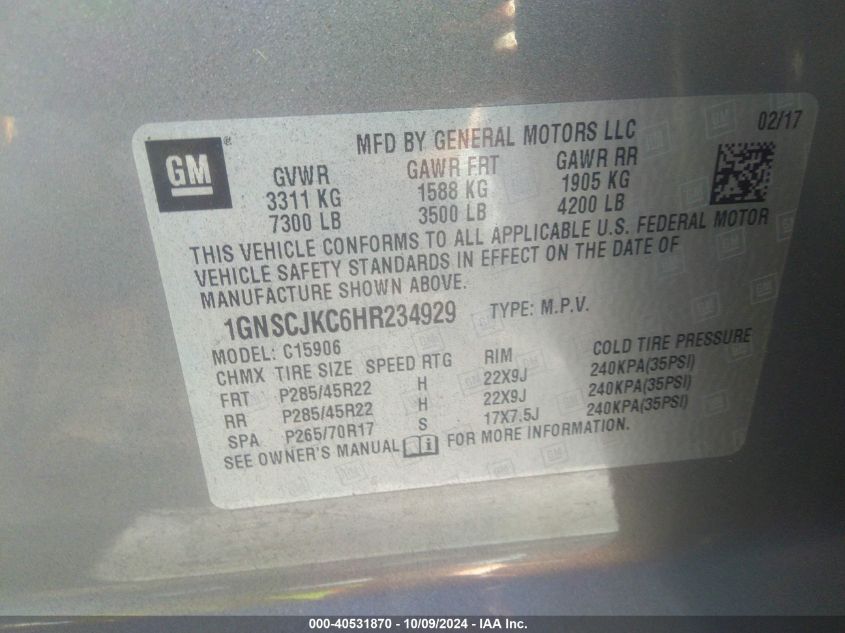 GM
MFD BY GENERAL MOTORS LLC
02/17
GVWR GAWR FRT GAWR RR
3311 KG 1588 KG 1905 KG
7300 LB 3500 LB 4200 LB
THIS VEHICLE CONFORMS TO ALL APPLICABLE U.S. FEDERAL MOTOR
VEHICLE SAFETY STANDARDS IN EFFECT ON THE DATE OF
MANUFACTURE SHOWN ABOVE.
1GNSCJKC6HR234929 TYPE: M.P.V.
MODEL: C15906
CHMX TIRE SIZE SPEED RTG RIM COLD TIRE PRESSURE
FRT P285/45R22 H 22X9J 240KPA(35PSI)
RR P285/45R22 H 22X9J 240KPA(35PSI)
SPA P265/70R17 S 17X7.5J 240KPA(35PSI)
SEE OWNER'S MANUAL FOR MORE INFORMATION.
000-40531870 - 10/09/2024 - IAA Inc.